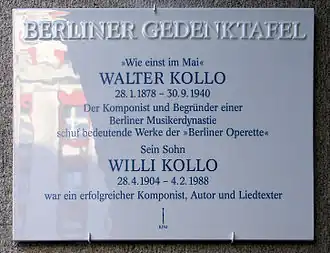 BERLINER GEDENKTAFEL
»Wie einst im Mai«
WALTER KOLLO
28.1.1878 – 30.9.1940
Der Komponist und Begründer einer
Berliner Musikerdynastie
schuf bedeutende Werke der »Berliner Operette«
Sein Sohn
WILLI KOLLO
28.4.1904 – 4.2.1988
war ein erfolgreicher Komponist, Autor und Liedtexter
KPM